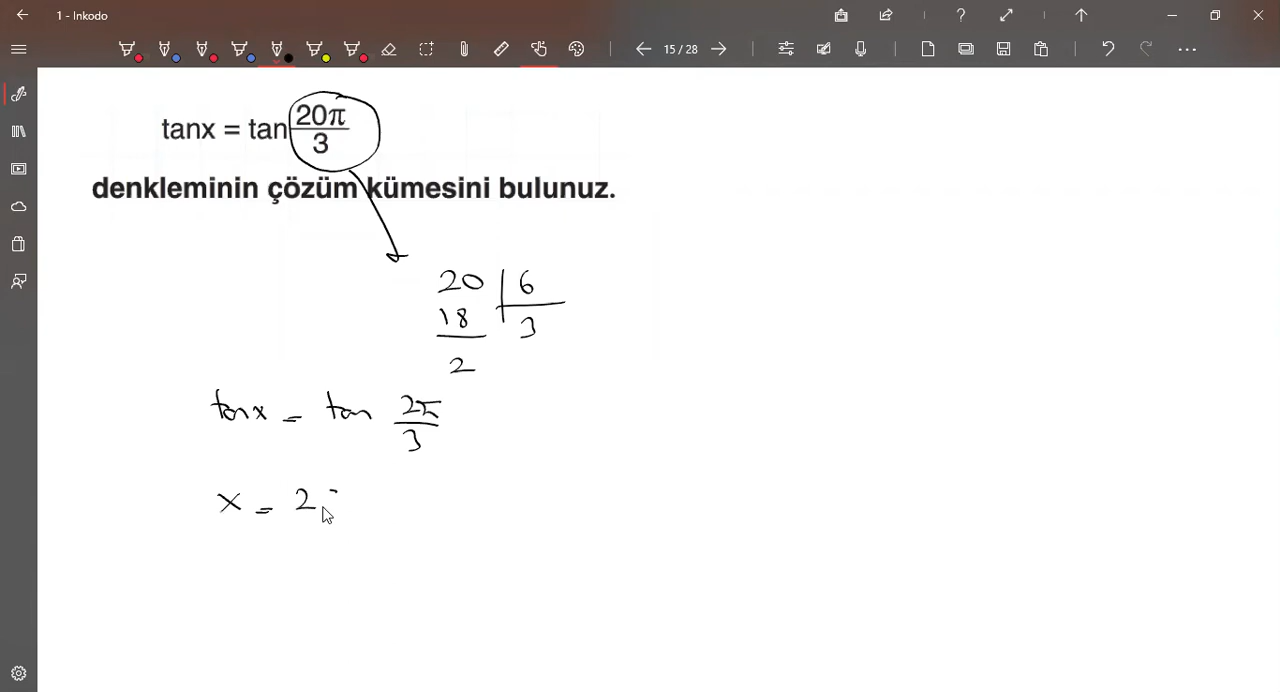 1 - Inkodo
15 / 28
tanx = tan 20π/3
denkleminin çözüm kümesini bulunuz.
20 | 6
18 3
2
tanx = tan 2π/3
x = 2